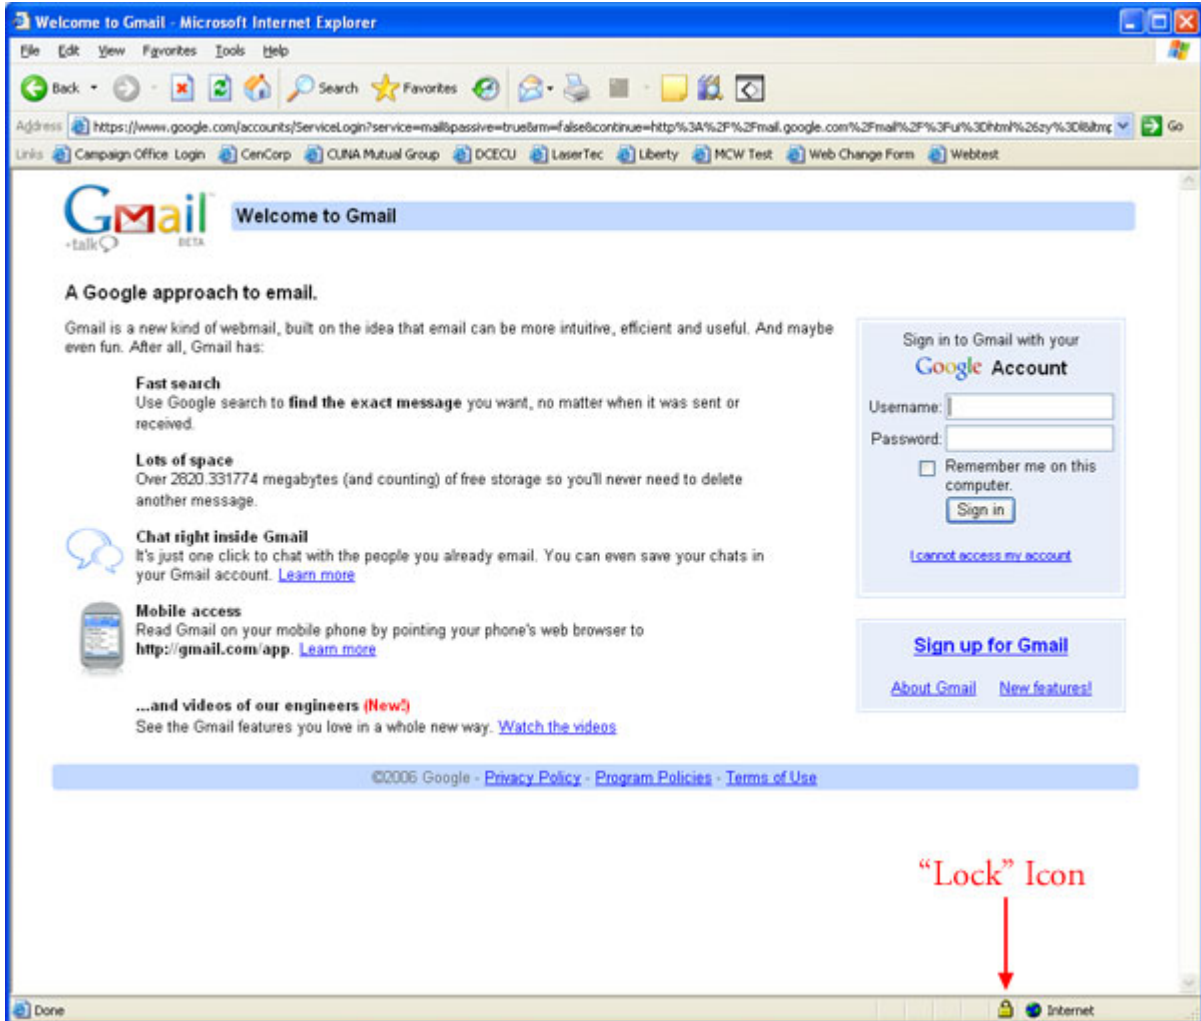 Welcome to Gmail - Microsoft Internet Explorer
File Edit View Favorites Tools Help
Back Search Favorites
Address https://www.google.com/accounts/ServiceLogin?service=mail&passive=true&rm=false&continue=http%3A%2F%2Fmail.google.com%2Fmail%2F%3Fui%3Dhtml%26zy%3Dl&ltmp Go
Links Campaign Office Login CenCorp CUNA Mutual Group DCECU LaserTec Liberty MCW Test Web Change Form Webtest
GMail
+talk BETA
Welcome to Gmail
A Google approach to email.
Gmail is a new kind of webmail, built on the idea that email can be more intuitive, efficient and useful. And maybe
even fun. After all, Gmail has:
Fast search
Use Google search to find the exact message you want, no matter when it was sent or
received.
Lots of space
Over 2820.331774 megabytes (and counting) of free storage so you'll never need to delete
another message.
Chat right inside Gmail
It's just one click to chat with the people you already email. You can even save your chats in
your Gmail account. Learn more
Mobile access
Read Gmail on your mobile phone by pointing your phone's web browser to
http://gmail.com/app. Learn more
...and videos of our engineers (New!)
See the Gmail features you love in a whole new way. Watch the videos
Sign in to Gmail with your
Google Account
Username:
Password:
Remember me on this
computer.
Sign in
I cannot access my account
Sign up for Gmail
About Gmail New features!
©2006 Google - Privacy Policy - Program Policies - Terms of Use
“Lock” Icon
Done Internet